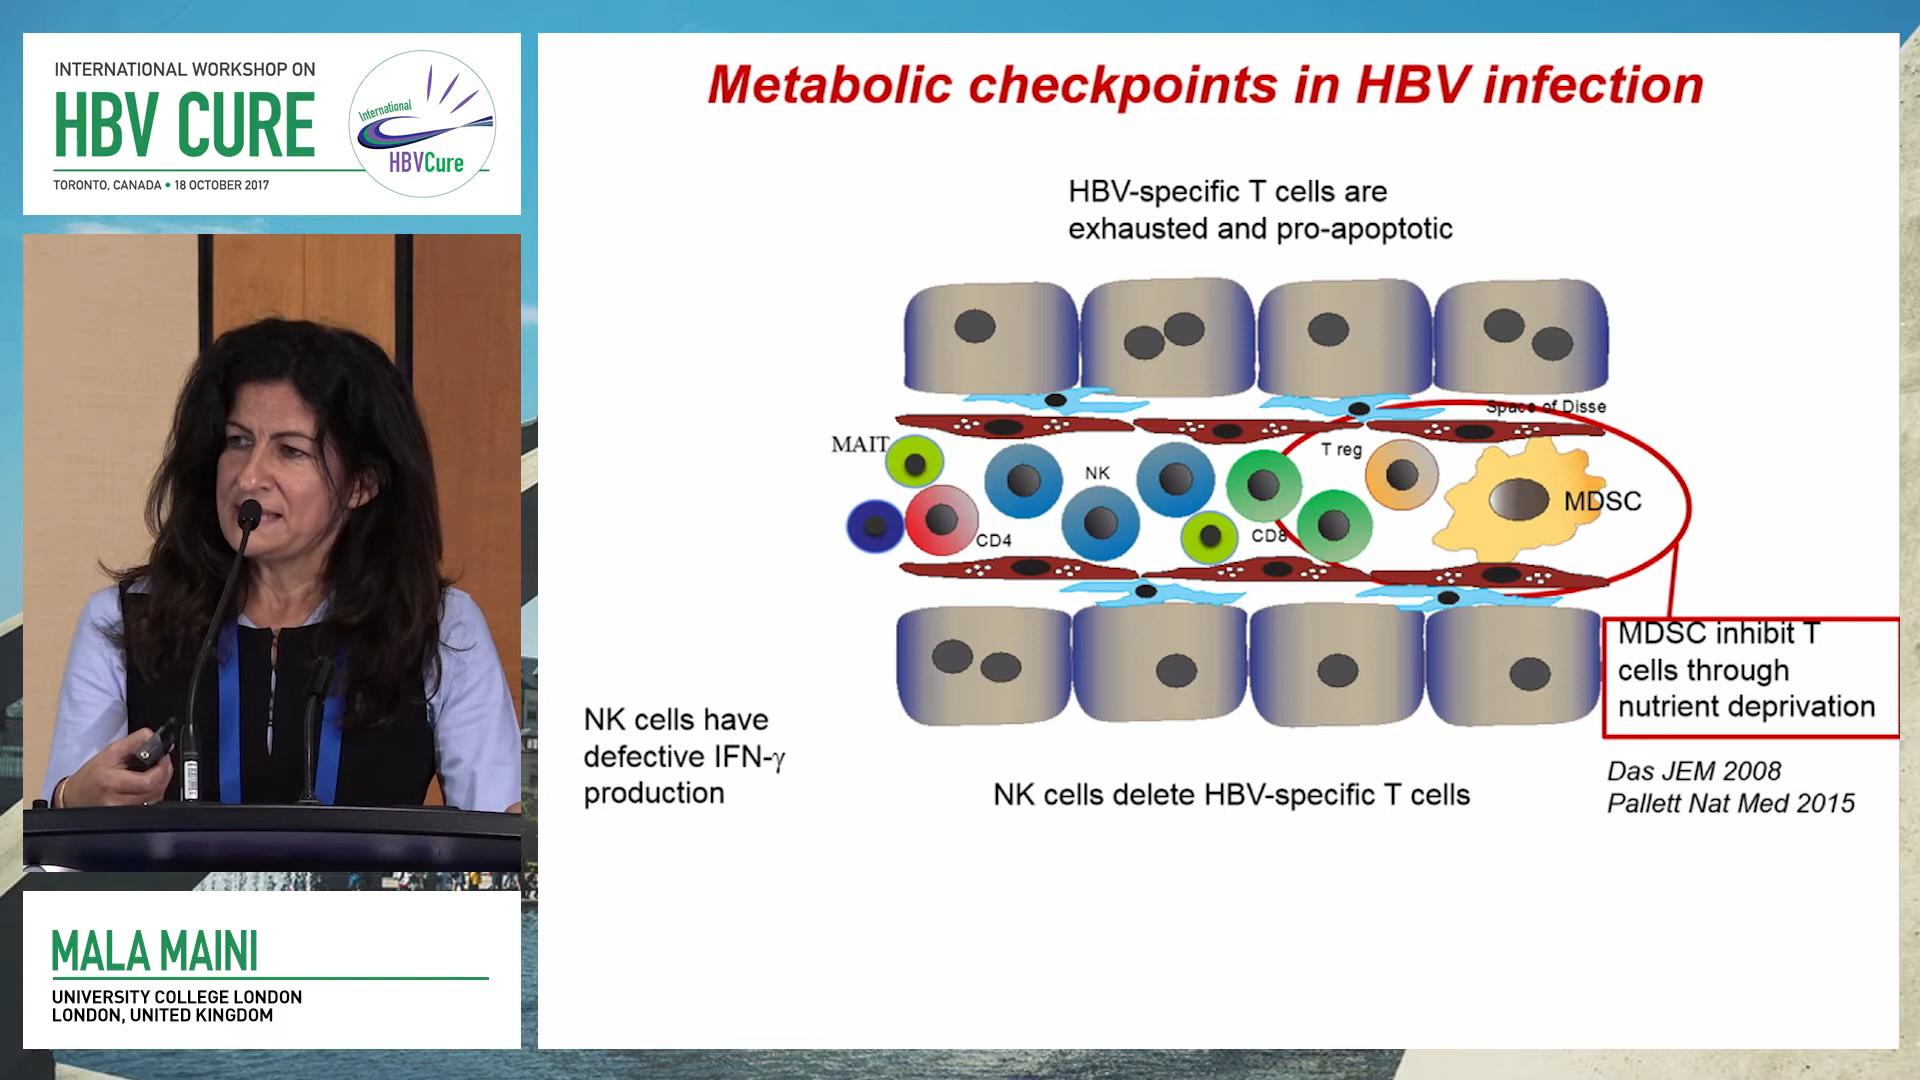 INTERNATIONAL WORKSHOP ON
HBV CURE
TORONTO, CANADA • 18 OCTOBER 2017
International
HBVCure
MALA MAINI
UNIVERSITY COLLEGE LONDON
LONDON, UNITED KINGDOM
Metabolic checkpoints in HBV infection
HBV-specific T cells are
exhausted and pro-apoptotic
Space of Disse
MAIT
T reg
NK
MDSC
CD4
CD8
MDSC inhibit T
cells through
nutrient deprivation
NK cells have
defective IFN-γ
production
NK cells delete HBV-specific T cells
Das JEM 2008
Pallett Nat Med 2015